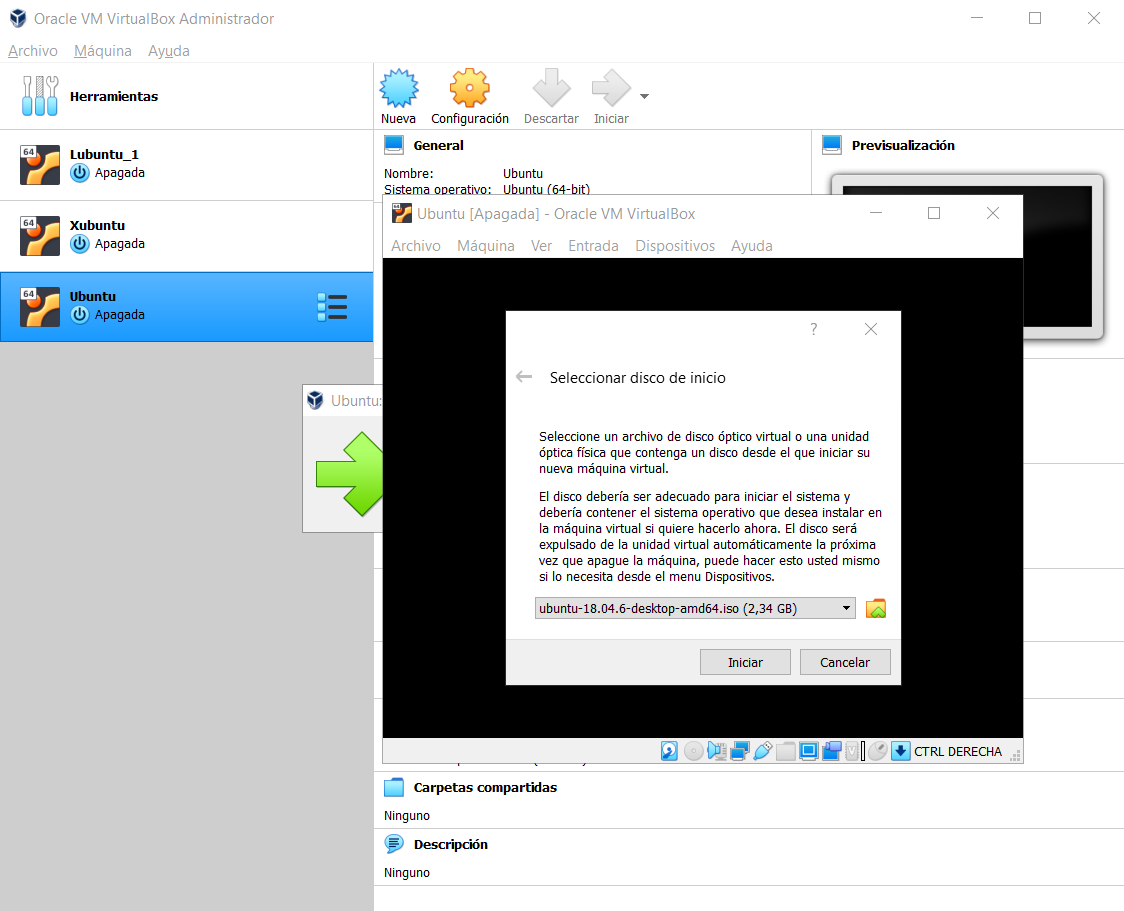 Oracle VM VirtualBox Administrador
Archivo Máquina Ayuda
Herramientas
64
Lubuntu_1
Apagada
64
Xubuntu
Apagada
64
Ubuntu
Apagada
Nueva Configuración Descartar Iniciar
General
Nombre: Ubuntu
Sistema operativo: Ubuntu (64-bit)
Previsualización
Ubuntu:
64
Ubuntu [Apagada] - Oracle VM VirtualBox
Archivo Máquina Ver Entrada Dispositivos Ayuda
?
Seleccionar disco de inicio
Seleccione un archivo de disco óptico virtual o una unidad
óptica física que contenga un disco desde el que iniciar su
nueva máquina virtual.
El disco debería ser adecuado para iniciar el sistema y
debería contener el sistema operativo que desea instalar en
la máquina virtual si quiere hacerlo ahora. El disco será
expulsado de la unidad virtual automáticamente la próxima
vez que apague la máquina, puede hacer esto usted mismo
si lo necesita desde el menu Dispositivos.
ubuntu-18.04.6-desktop-amd64.iso (2,34 GB)
Iniciar Cancelar
CTRL DERECHA
Carpetas compartidas
Ninguno
Descripción
Ninguno